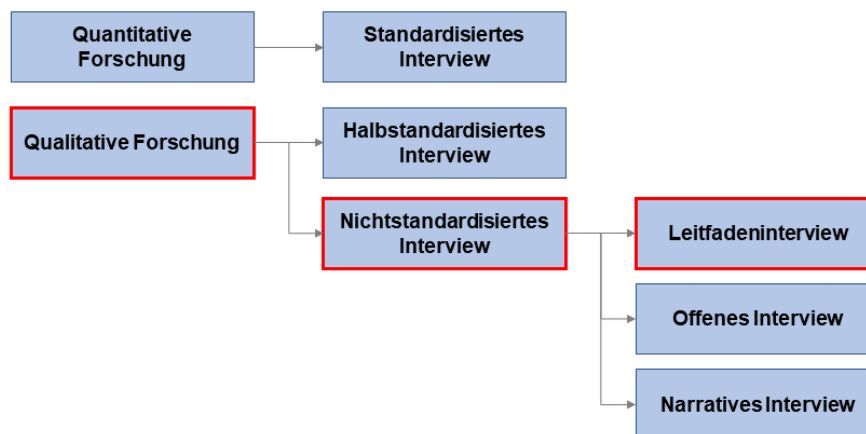 Quantitative
Forschung
Standardisiertes
Interview
Qualitative Forschung
Halbstandardisiertes
Interview
Nichtstandardisiertes
Interview
Leitfadeninterview
Offenes Interview
Narratives Interview